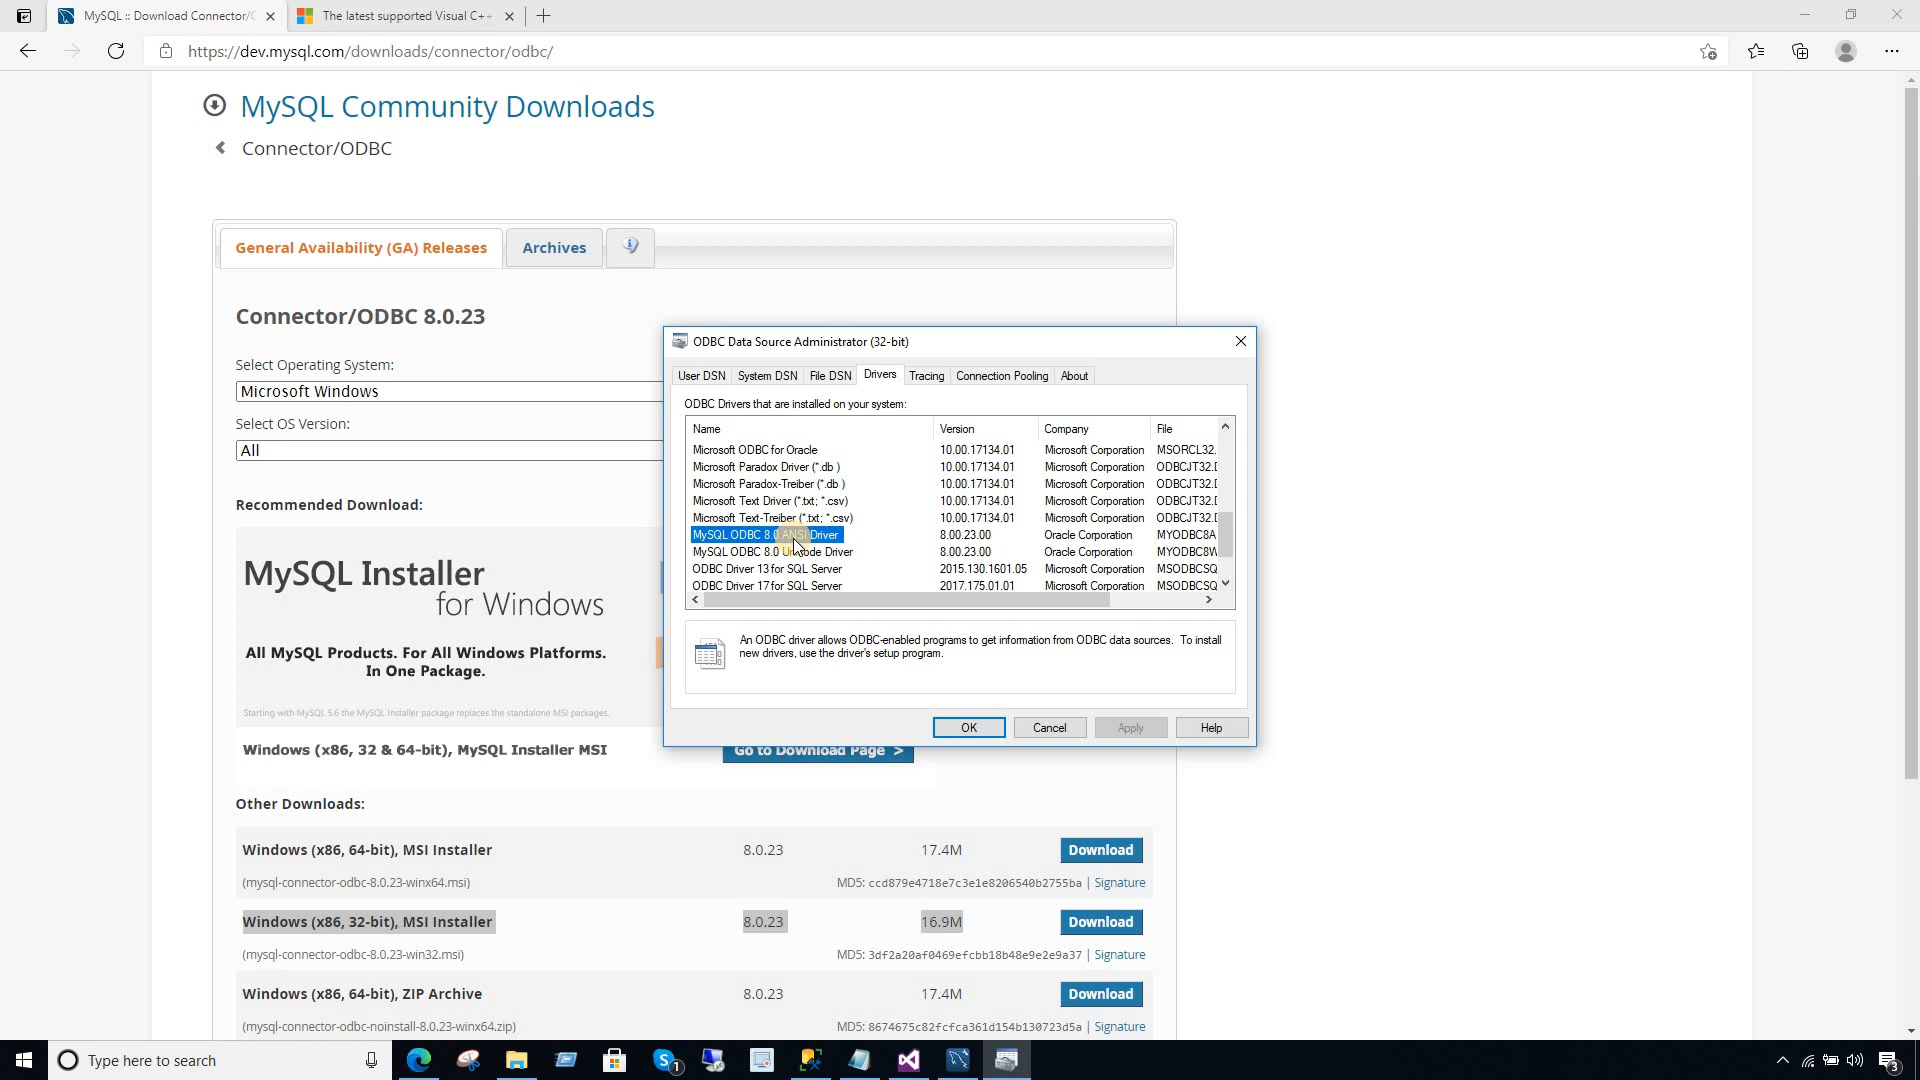 MySQL :: Download Connector/
The latest supported Visual C++
https://dev.mysql.com/downloads/connector/odbc/
MySQL Community Downloads
Connector/ODBC
General Availability (GA) Releases
Archives
Connector/ODBC 8.0.23
Select Operating System:
Microsoft Windows
Select OS Version:
All
Recommended Download:
MySQL Installer
for Windows
All MySQL Products. For All Windows Platforms.
In One Package.
Starting with MySQL 5.6 the MySQL Installer package replaces the standalone MSI packages.
Windows (x86, 32 & 64-bit), MySQL Installer MSI
Go to Download Page >
Other Downloads:
Windows (x86, 64-bit), MSI Installer 8.0.23 17.4M Download
(mysql-connector-odbc-8.0.23-winx64.msi) MD5: ccd879e4718e7c3e1e8206540b2755ba | Signature
Windows (x86, 32-bit), MSI Installer 8.0.23 16.9M Download
(mysql-connector-odbc-8.0.23-win32.msi) MD5: 3df2a20af0469efcbb18b48e9e2e9a37 | Signature
Windows (x86, 64-bit), ZIP Archive 8.0.23 17.4M Download
(mysql-connector-odbc-noinstall-8.0.23-winx64.zip) MD5: 8674675c82fcfca361d154b130723d5a | Signature
ODBC Data Source Administrator (32-bit)
User DSN System DSN File DSN Drivers Tracing Connection Pooling About
ODBC Drivers that are installed on your system:
Name Version Company File
Microsoft ODBC for Oracle 10.00.17134.01 Microsoft Corporation MSORCL32.
Microsoft Paradox Driver (*.db ) 10.00.17134.01 Microsoft Corporation ODBCJT32.D
Microsoft Paradox-Treiber (*.db ) 10.00.17134.01 Microsoft Corporation ODBCJT32.D
Microsoft Text Driver (*.txt; *.csv) 10.00.17134.01 Microsoft Corporation ODBCJT32.D
Microsoft Text-Treiber (*.txt; *.csv) 10.00.17134.01 Microsoft Corporation ODBCJT32.D
MySQL ODBC 8.0 ANSI Driver 8.00.23.00 Oracle Corporation MYODBC8A
MySQL ODBC 8.0 Unicode Driver 8.00.23.00 Oracle Corporation MYODBC8W
ODBC Driver 13 for SQL Server 2015.130.1601.05 Microsoft Corporation MSODBCSQ
ODBC Driver 17 for SQL Server 2017.175.01.01 Microsoft Corporation MSODBCSQ
An ODBC driver allows ODBC-enabled programs to get information from ODBC data sources. To install
new drivers, use the driver's setup program.
OK Cancel Apply Help
Type here to search
1
3